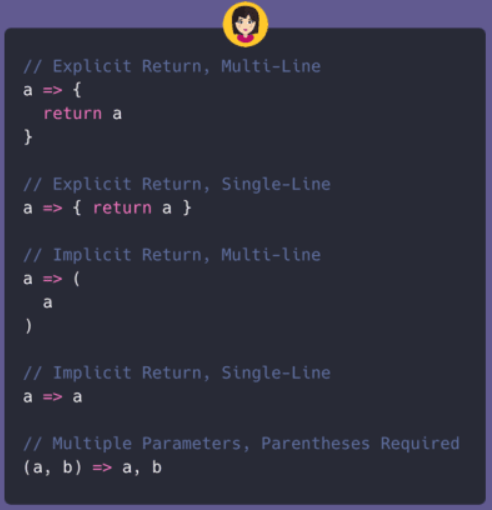 // Explicit Return, Multi-Line
a => {
  return a
}
// Explicit Return, Single-Line
a => { return a }
// Implicit Return, Multi-line
a => (
  a
)
// Implicit Return, Single-Line
a => a
// Multiple Parameters, Parentheses Required
(a, b) => a, b